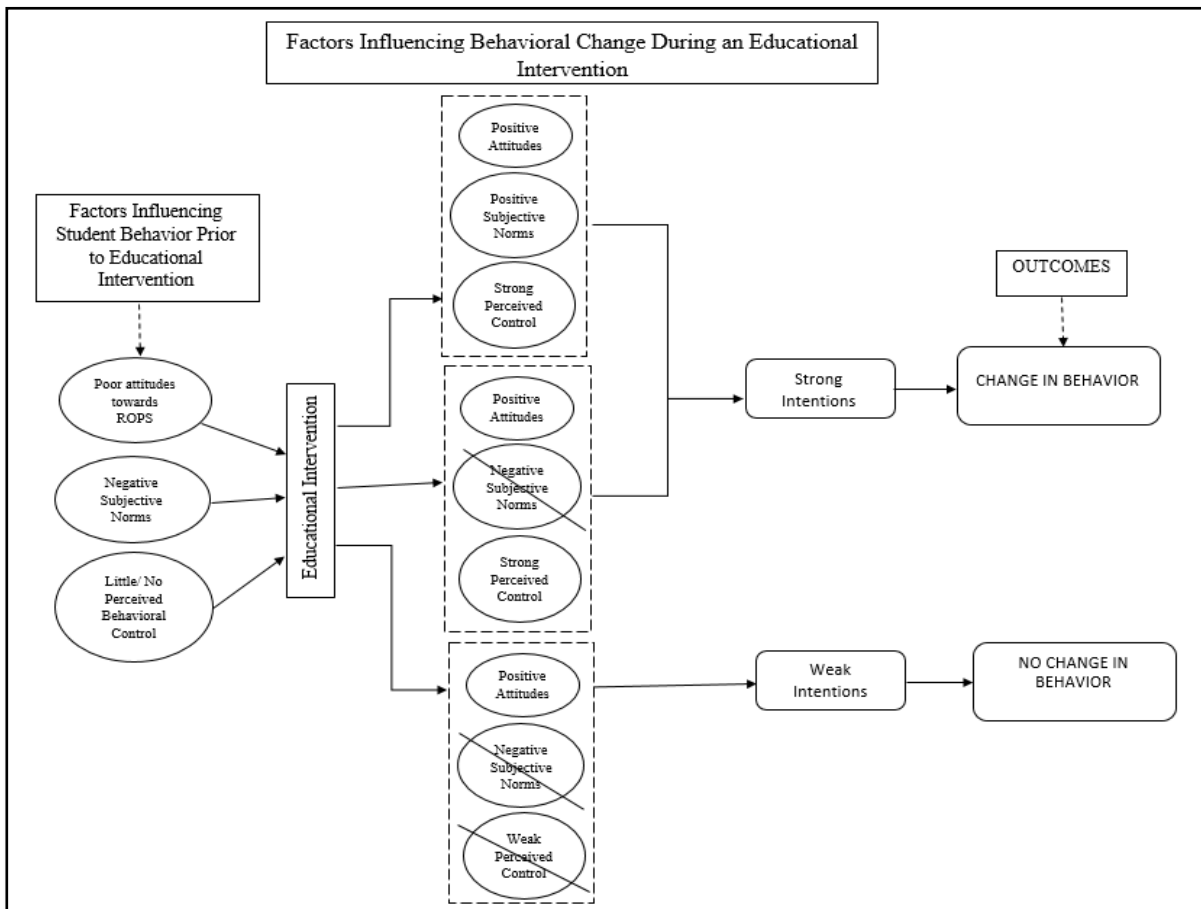 Factors Influencing Behavioral Change During an Educational
Intervention
Factors Influencing
Student Behavior Prior
to Educational
Intervention
Poor attitudes
towards
ROPS
Negative
Subjective
Norms
Little/ No
Perceived
Behavioral
Control
Educational Intervention
Positive
Attitudes
Positive
Subjective
Norms
Strong
Perceived
Control
Positive
Attitudes
Negative
Subjective
Norms
Strong
Perceived
Control
Positive
Attitudes
Negative
Subjective
Norms
Weak
Perceived
Control
Strong
Intentions
Weak
Intentions
OUTCOMES
CHANGE IN BEHAVIOR
NO CHANGE IN
BEHAVIOR